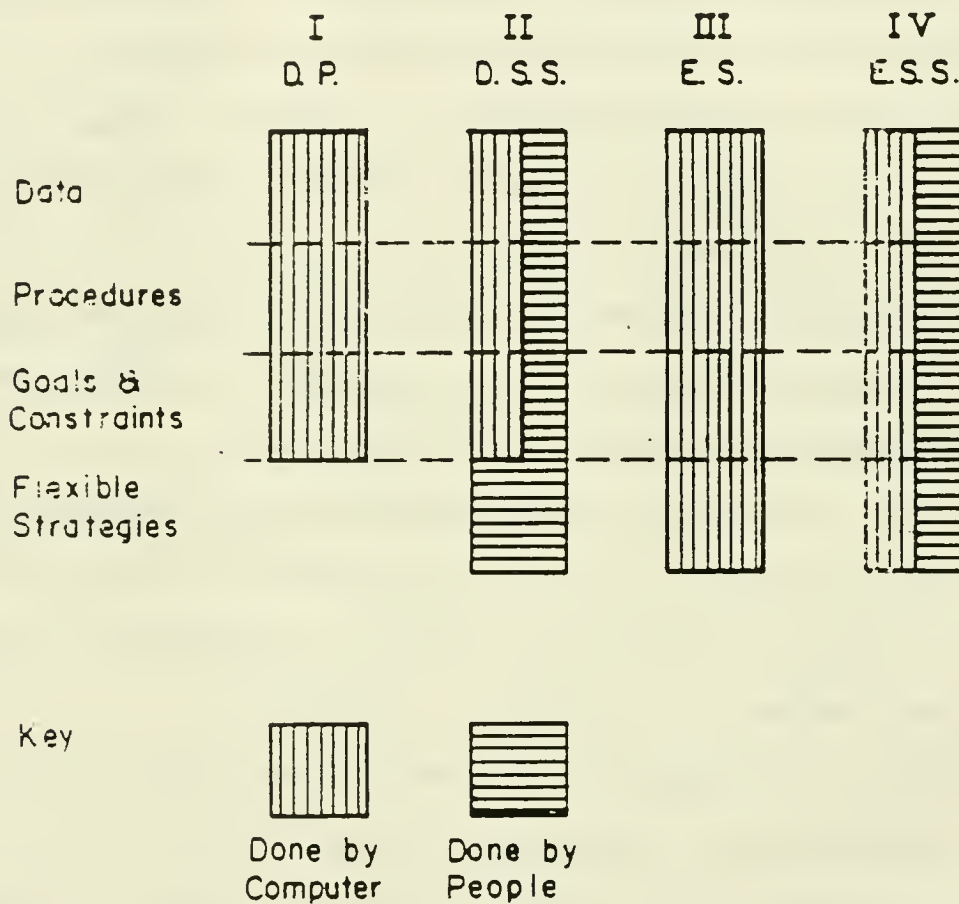 I II III IV
D.P. D.S.S. E.S. E.S.S.
Data
Procedures
Goals &
Constraints
Flexible
Strategies
Key
Done by Done by
Computer People